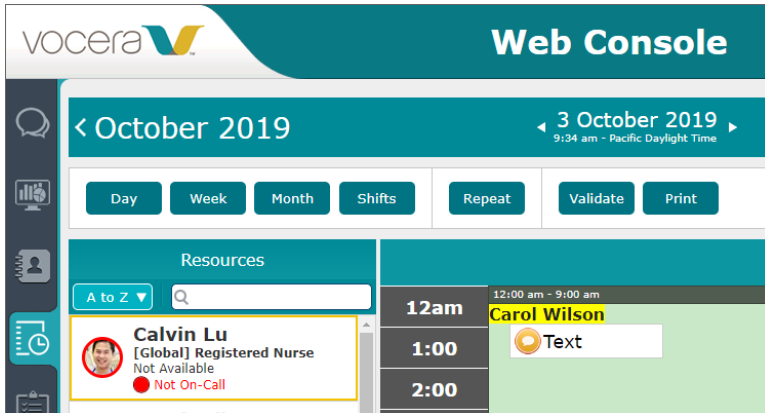 vocera
Web Console
October 2019
3 October 2019
9:34 am - Pacific Daylight Time
Day Week Month Shifts Repeat Validate Print
Resources
A to Z
12:00 am - 9:00 am
12am
Carol Wilson
Calvin Lu
[Global] Registered Nurse
Not Available
Not On-Call
Text
1:00
2:00